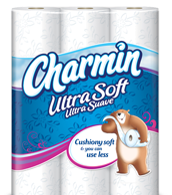 Charmin
Ultra Soft
Ultra Suave
Cushiony soft
& you can
use less